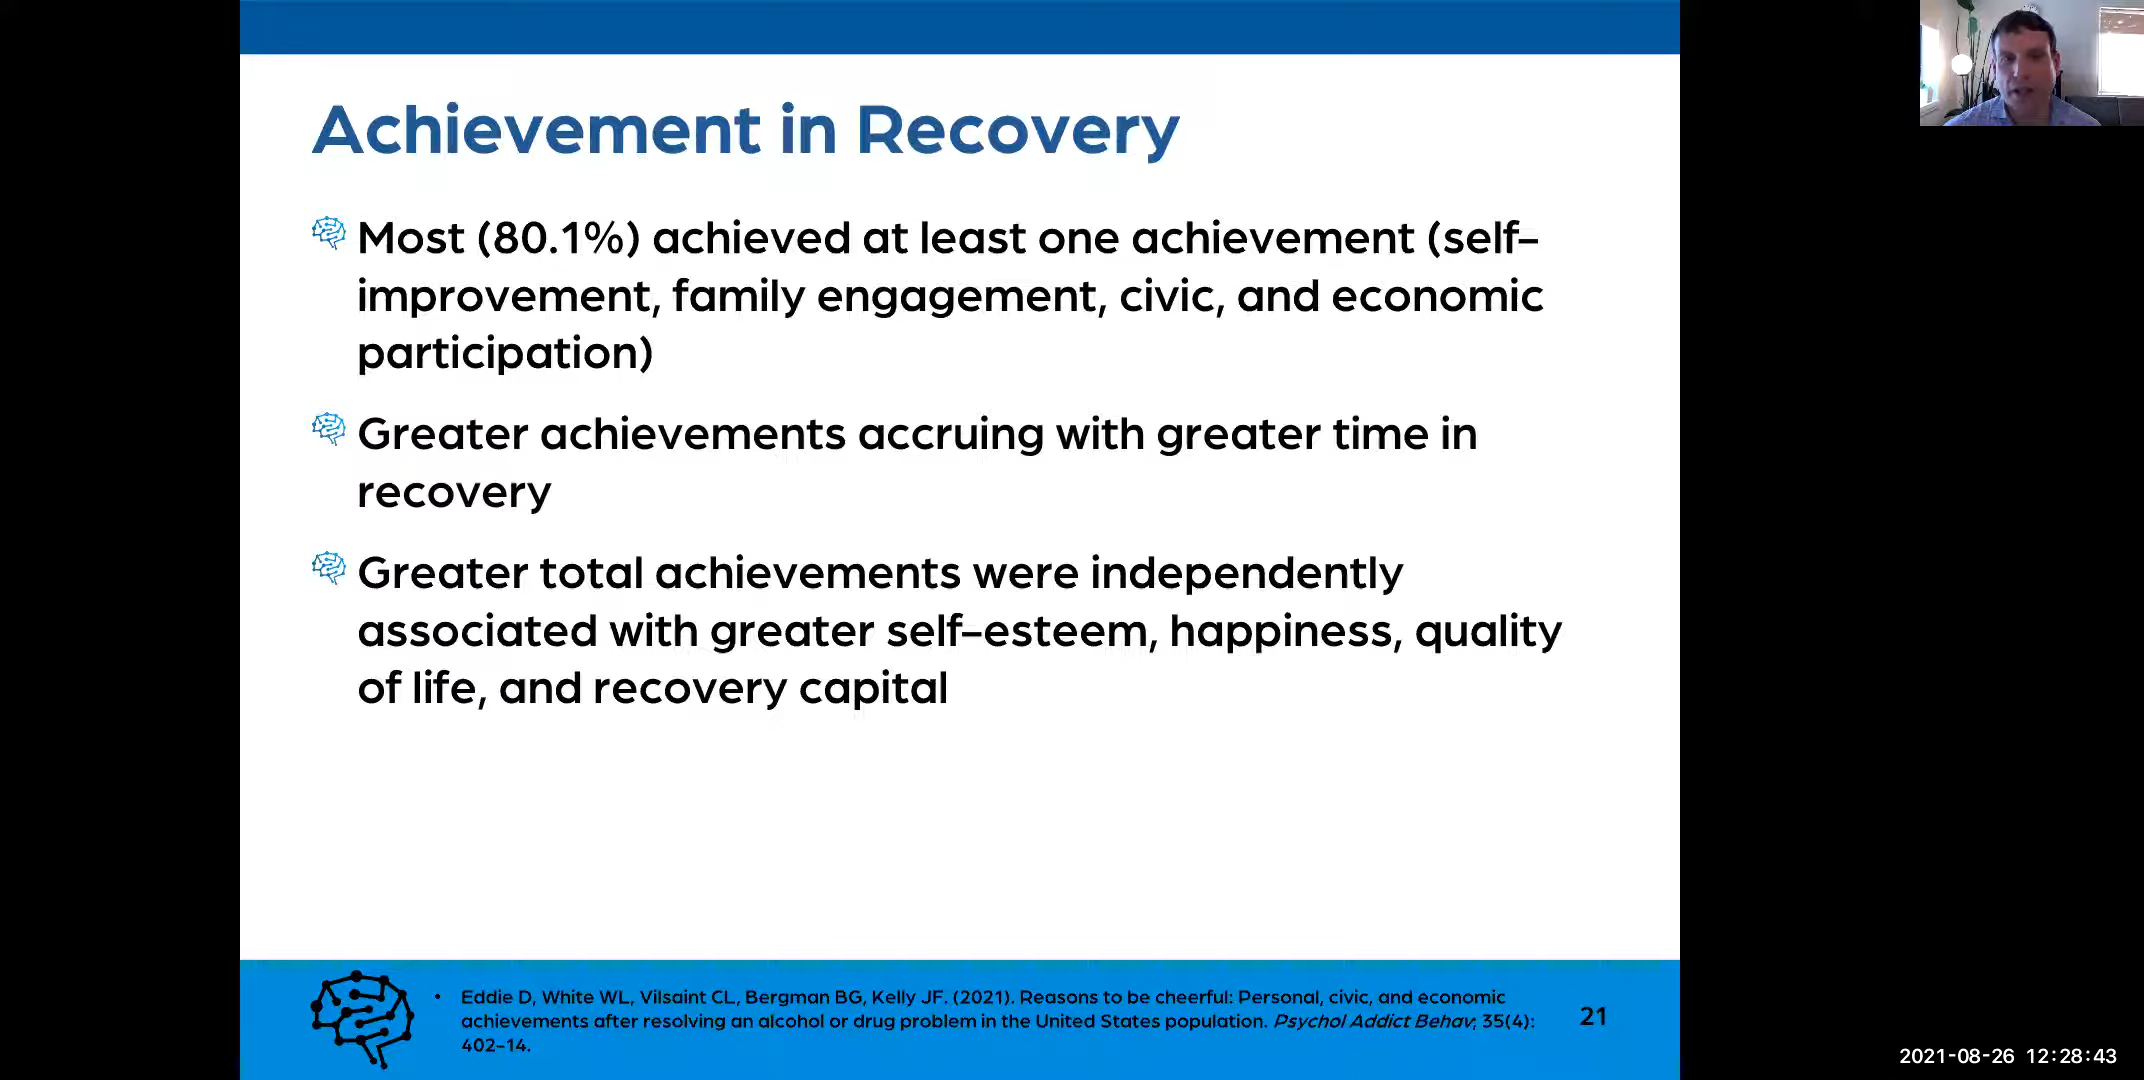 Achievement in Recovery
Most (80.1%) achieved at least one achievement (self-
improvement, family engagement, civic, and economic
participation)
Greater achievements accruing with greater time in
recovery
Greater total achievements were independently
associated with greater self-esteem, happiness, quality
of life, and recovery capital
• Eddie D, White WL, Vilsaint CL, Bergman BG, Kelly JF. (2021). Reasons to be cheerful: Personal, civic, and economic
achievements after resolving an alcohol or drug problem in the United States population. Psychol Addict Behav; 35(4):
402-14.
21
2021-08-26 12:28:43